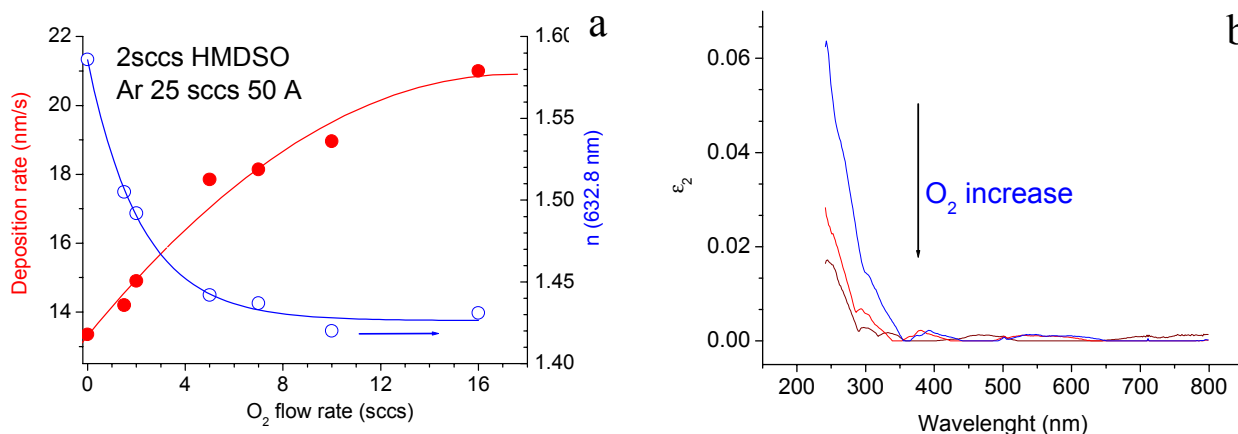 a
2sccs HMDSO
Ar 25 sccs 50 A
Deposition rate (nm/s)
22
20
18
16
14
0
4
8
12
16
O2 flow rate (sccs)
1.60
1.55
1.50
1.45
1.40
n (632.8 nm)
b
ε2
0.06
0.04
0.02
0.00
O2 increase
200
300
400
500
600
700
800
Wavelenght (nm)